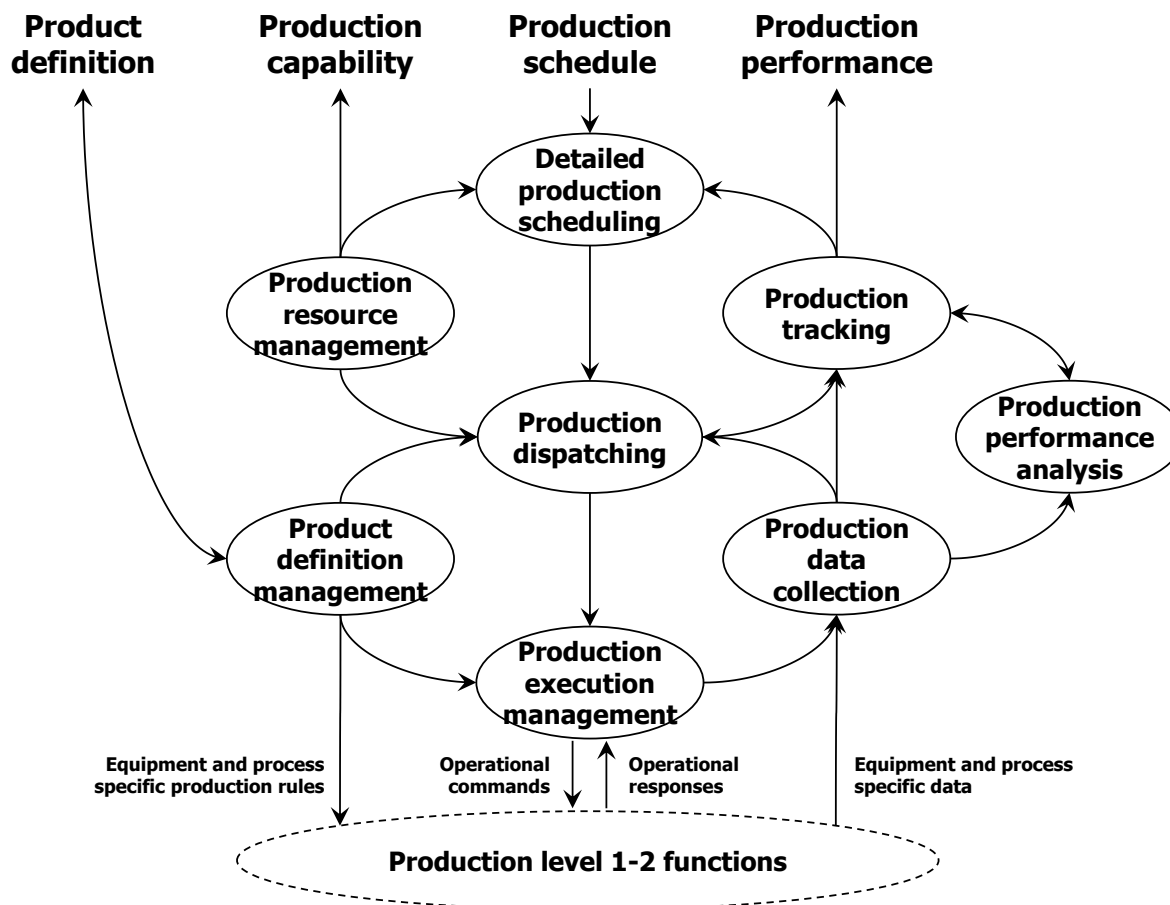 Product
definition
Production
capability
Production
schedule
Production
performance
Detailed
production
scheduling
Production
resource
management
Production
tracking
Production
dispatching
Production
performance
analysis
Product
definition
management
Production
data
collection
Production
execution
management
Equipment and process
specific production rules
Operational
commands
Operational
responses
Equipment and process
specific data
Production level 1-2 functions